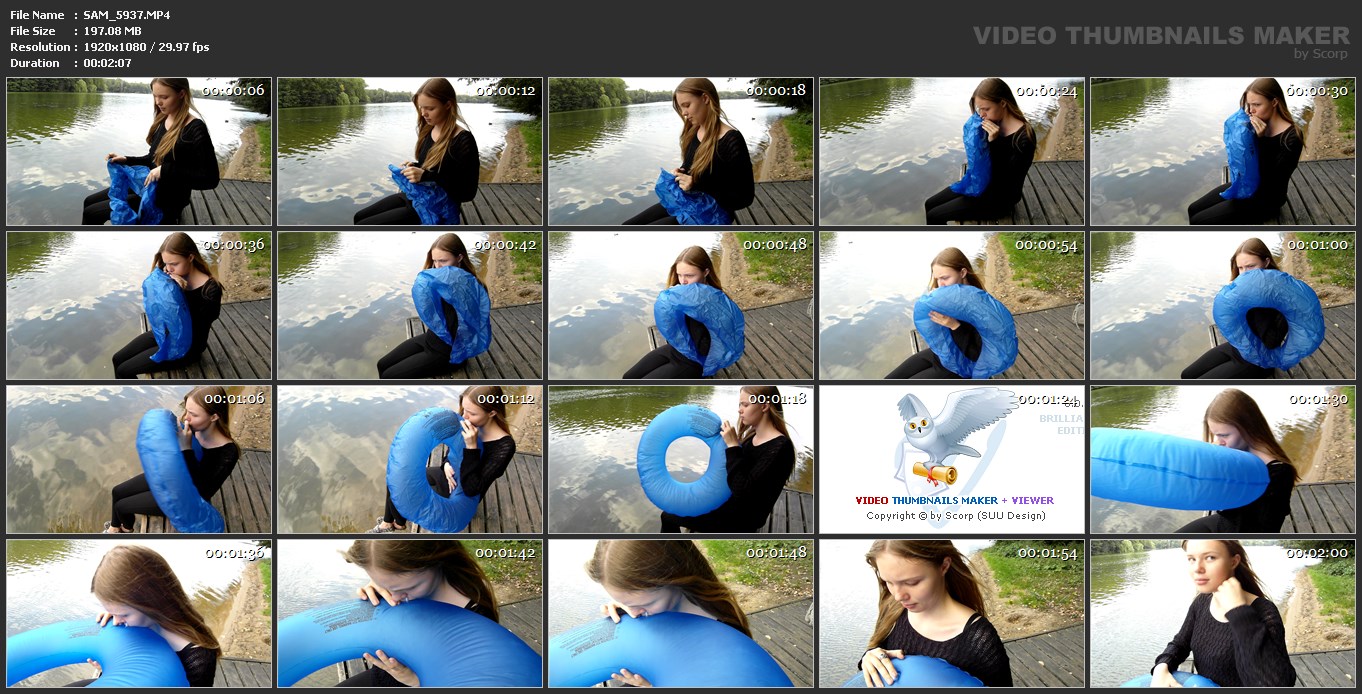 File Name : SAM_5937.MP4
File Size : 197.08 MB
Resolution : 1920x1080 / 29.97 fps
Duration : 00:02:07
VIDEO THUMBNAILS MAKER
by Scorp
00:00:06
00:00:12
00:00:18
00:00:24
00:00:30
00:00:36
00:00:42
00:00:48
00:00:54
00:01:00
00:01:06
00:01:12
00:01:18
00:01:24
BRILLIA
EDIT
VIDEO THUMBNAILS MAKER + VIEWER
Copyright © by Scorp (SUU Design)
00:01:30
00:01:36
00:01:42
00:01:48
00:01:54
00:02:00